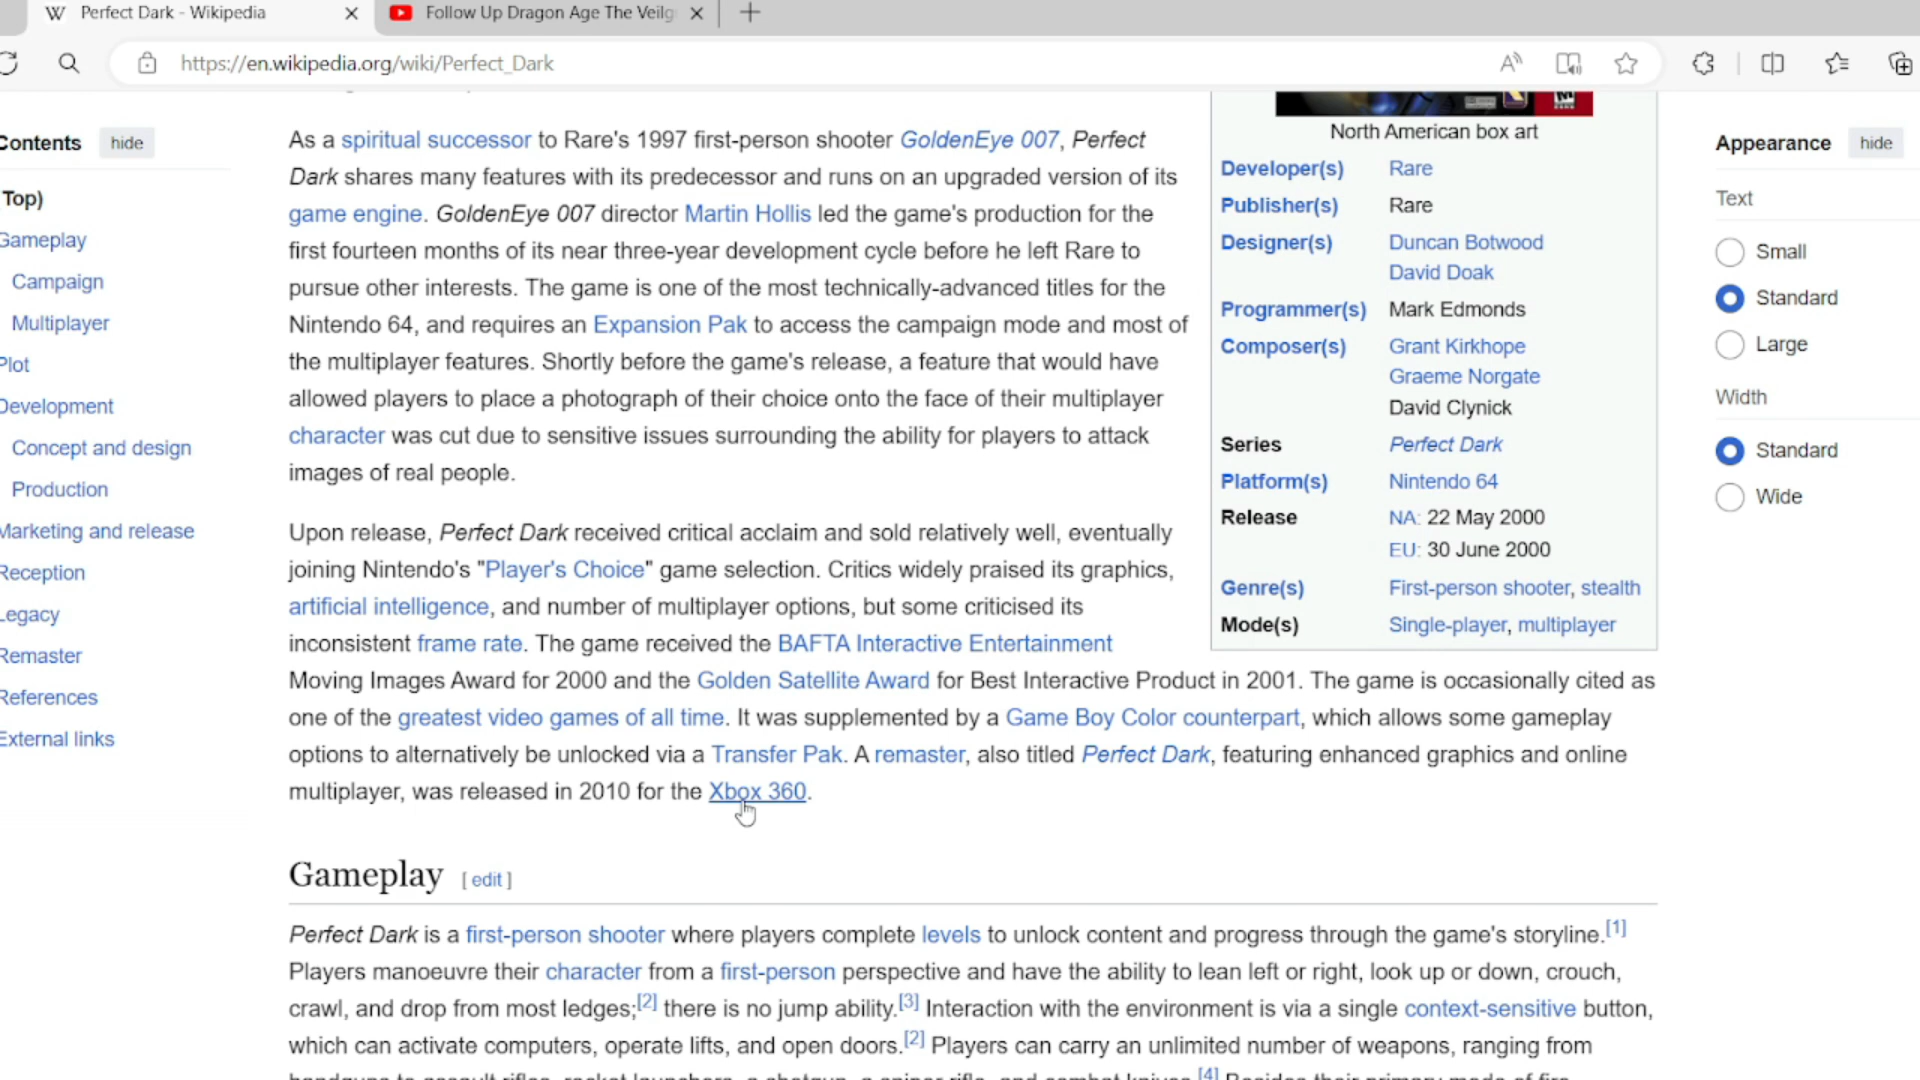 Perfect Dark - Wikipedia
Follow Up Dragon Age The Veilg
https://en.wikipedia.org/wiki/Perfect_Dark
Contents hide
(Top)
Gameplay
Campaign
Multiplayer
Plot
Development
Concept and design
Production
Marketing and release
Reception
Legacy
Remaster
References
External links
As a spiritual successor to Rare's 1997 first-person shooter GoldenEye 007, Perfect
Dark shares many features with its predecessor and runs on an upgraded version of its
game engine. GoldenEye 007 director Martin Hollis led the game's production for the
first fourteen months of its near three-year development cycle before he left Rare to
pursue other interests. The game is one of the most technically-advanced titles for the
Nintendo 64, and requires an Expansion Pak to access the campaign mode and most of
the multiplayer features. Shortly before the game's release, a feature that would have
allowed players to place a photograph of their choice onto the face of their multiplayer
character was cut due to sensitive issues surrounding the ability for players to attack
images of real people.
Upon release, Perfect Dark received critical acclaim and sold relatively well, eventually
joining Nintendo's "Player's Choice" game selection. Critics widely praised its graphics,
artificial intelligence, and number of multiplayer options, but some criticised its
inconsistent frame rate. The game received the BAFTA Interactive Entertainment
Moving Images Award for 2000 and the Golden Satellite Award for Best Interactive Product in 2001. The game is occasionally cited as
one of the greatest video games of all time. It was supplemented by a Game Boy Color counterpart, which allows some gameplay
options to alternatively be unlocked via a Transfer Pak. A remaster, also titled Perfect Dark, featuring enhanced graphics and online
multiplayer, was released in 2010 for the Xbox 360.
North American box art
Developer(s) Rare
Publisher(s) Rare
Designer(s) Duncan Botwood
David Doak
Programmer(s) Mark Edmonds
Composer(s) Grant Kirkhope
Graeme Norgate
David Clynick
Series Perfect Dark
Platform(s) Nintendo 64
Release NA: 22 May 2000
EU: 30 June 2000
Genre(s) First-person shooter, stealth
Mode(s) Single-player, multiplayer
Gameplay [ edit ]
Perfect Dark is a first-person shooter where players complete levels to unlock content and progress through the game's storyline.[1]
Players manoeuvre their character from a first-person perspective and have the ability to lean left or right, look up or down, crouch,
crawl, and drop from most ledges;[2] there is no jump ability.[3] Interaction with the environment is via a single context-sensitive button,
which can activate computers, operate lifts, and open doors.[2] Players can carry an unlimited number of weapons, ranging from
handguns to assault rifles, rocket launchers, a shotgun, a sniper rifle, and combat knives.[4] Besides their primary mode of fire,
Appearance hide
Text
Small
Standard
Large
Width
Standard
Wide